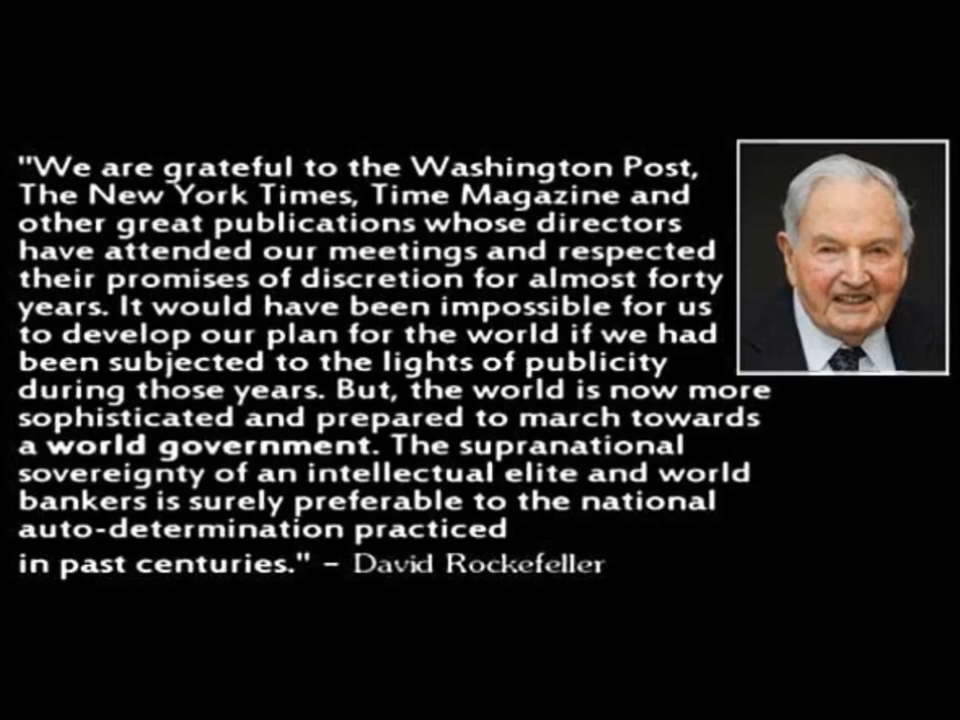 "We are grateful to the Washington Post,
The New York Times, Time Magazine and
other great publications whose directors
have attended our meetings and respected
their promises of discretion for almost forty
years. It would have been impossible for us
to develop our plan for the world if we had
been subjected to the lights of publicity
during those years. But, the world is now more
sophisticated and prepared to march towards
a world government. The supranational
sovereignty of an intellectual elite and world
bankers is surely preferable to the national
auto-determination practiced
in past centuries." – David Rockefeller